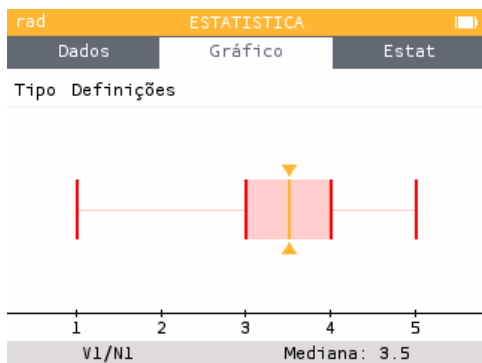 rad ESTATISTICA
Dados Gráfico Estat
Tipo Definições
1 2 3 4 5
V1/N1 Mediana: 3.5